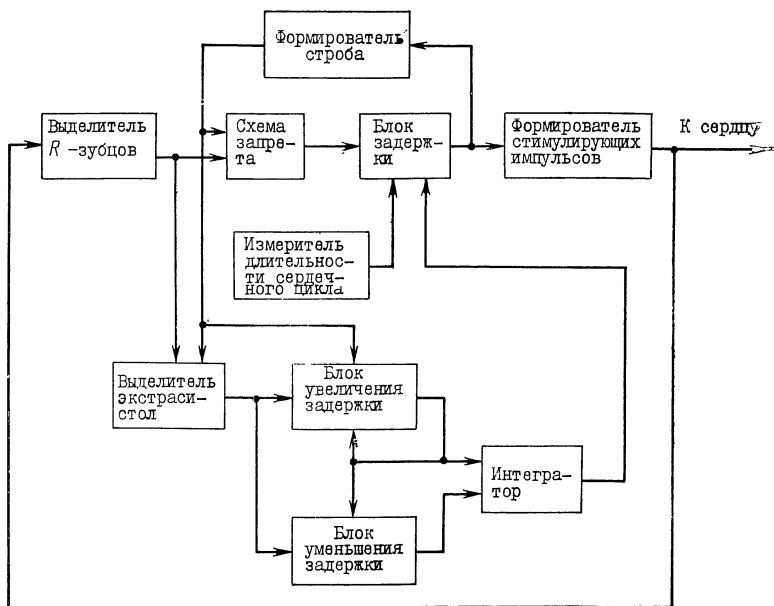 Формирователь
строба
Выделитель
R-зубцов
Схема
запре-
та
Блок
задерж-
ки
Формирователь
стимулирующих
импульсов
К сердцу
Измеритель
длительнос-
ти сердеч-
ного цикла
Выделитель
экстраси-
стол
Блок
увеличения
задержки
Интегра-
тор
Блок
уменьшения
задержки